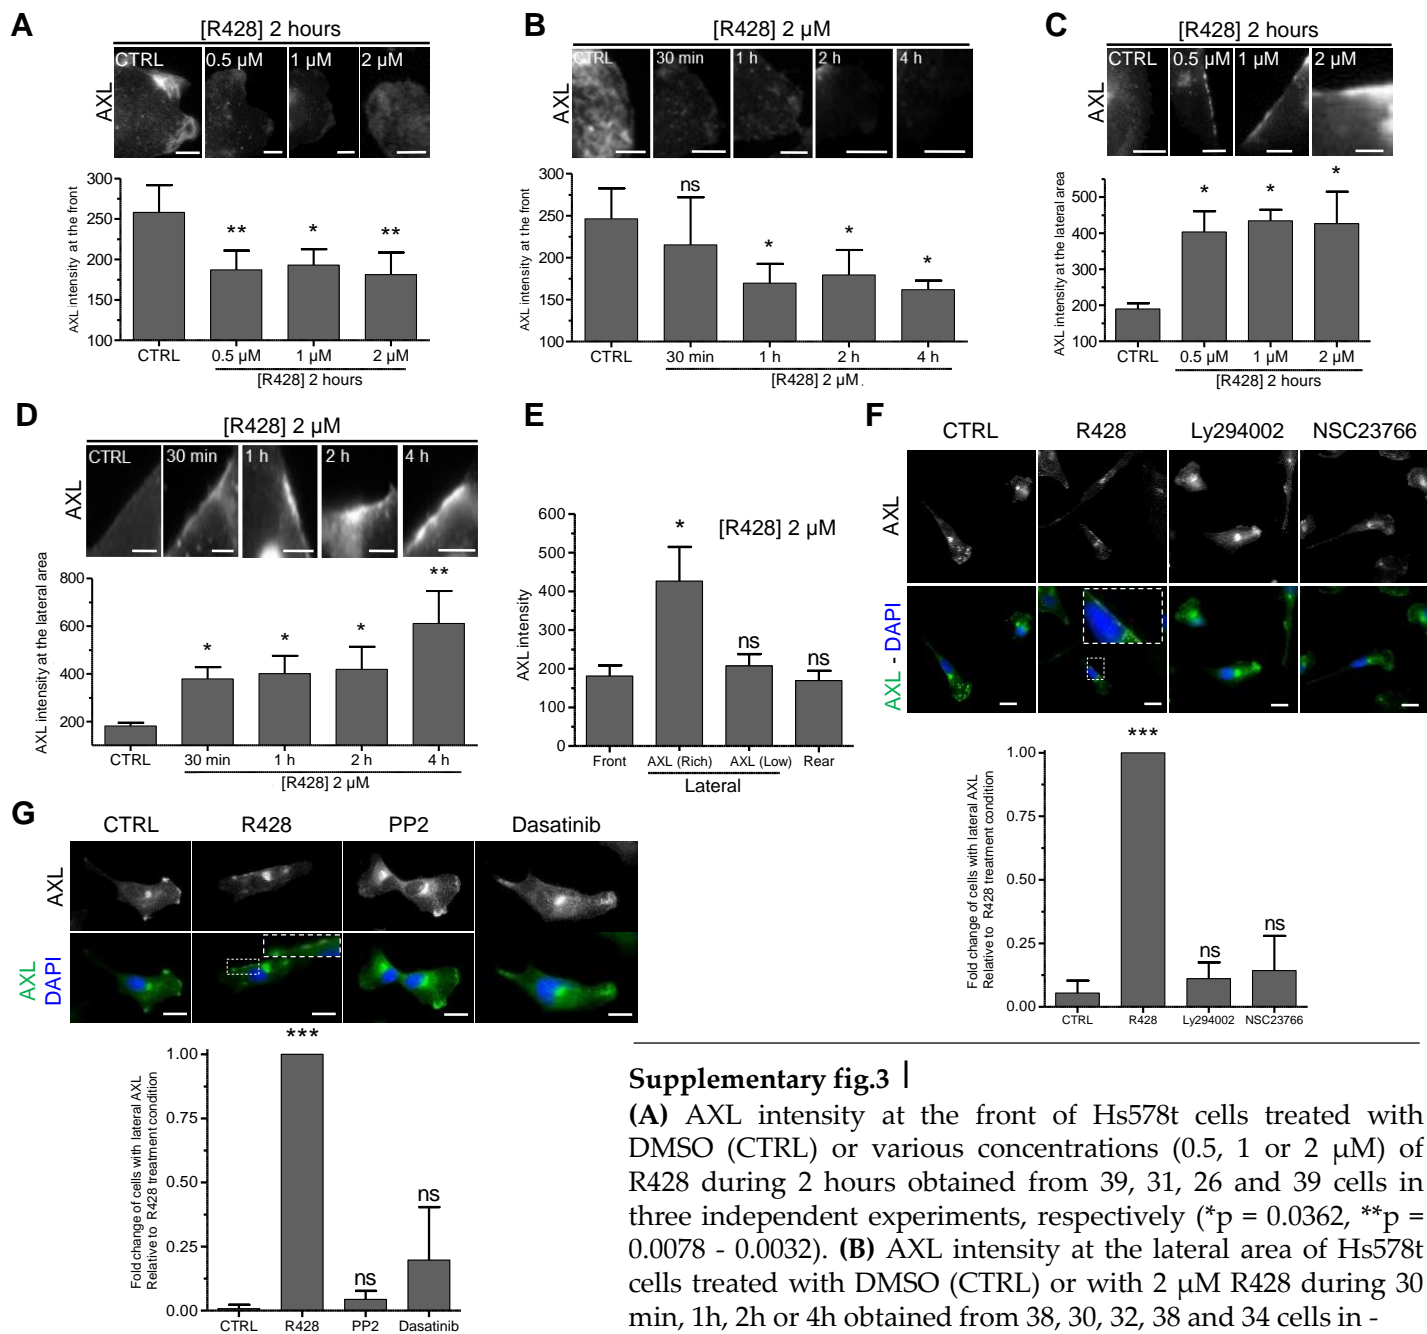 A
[R428] 2 hours
CTRL 0.5 µM 1 µM 2 µM
AXL
AXL intensity at the front
300
250
200
150
100
** * **
CTRL 0.5 µM 1 µM 2 µM
[R428] 2 hours
B
[R428] 2 µM
CTRL 30 min 1 h 2 h 4 h
AXL
AXL intensity at the front
300
250
200
150
100
ns * * *
CTRL 30 min 1 h 2 h 4 h
[R428] 2 µM.
C
[R428] 2 hours
CTRL 0.5 µM 1 µM 2 µM
AXL
AXL intensity at the lateral area
500
400
300
200
100
* * *
CTRL 0.5 µM 1 µM 2 µM
[R428] 2 hours
D
[R428] 2 µM
CTRL 30 min 1 h 2 h 4 h
AXL
AXL intensity at the lateral area
800
600
400
200
* * * **
CTRL 30 min 1 h 2 h 4 h
[R428] 2 µM
E
[R428] 2 µM
AXL intensity
600
500
400
300
200
100
0
* ns ns
Front AXL (Rich) AXL (Low) Rear
Lateral
F
CTRL R428 Ly294002 NSC23766
AXL
AXL - DAPI
Fold change of cells with lateral AXL
Relative to R428 treatment condition
1.00
0.75
0.50
0.25
0.00
*** ns ns
CTRL R428 Ly294002 NSC23766
G
CTRL R428 PP2 Dasatinib
AXL
AXL
DAPI
Fold change of cells with lateral AXL
Relative to R428 treatment condition
1.00
0.75
0.50
0.25
0.00
*** ns ns
CTRL R428 PP2 Dasatinib
Supplementary fig.3 |
(A) AXL intensity at the front of Hs578t cells treated with
DMSO (CTRL) or various concentrations (0.5, 1 or 2 µM) of
R428 during 2 hours obtained from 39, 31, 26 and 39 cells in
three independent experiments, respectively (*p = 0.0362, **p =
0.0078 - 0.0032). (B) AXL intensity at the lateral area of Hs578t
cells treated with DMSO (CTRL) or with 2 µM R428 during 30
min, 1h, 2h or 4h obtained from 38, 30, 32, 38 and 34 cells in -